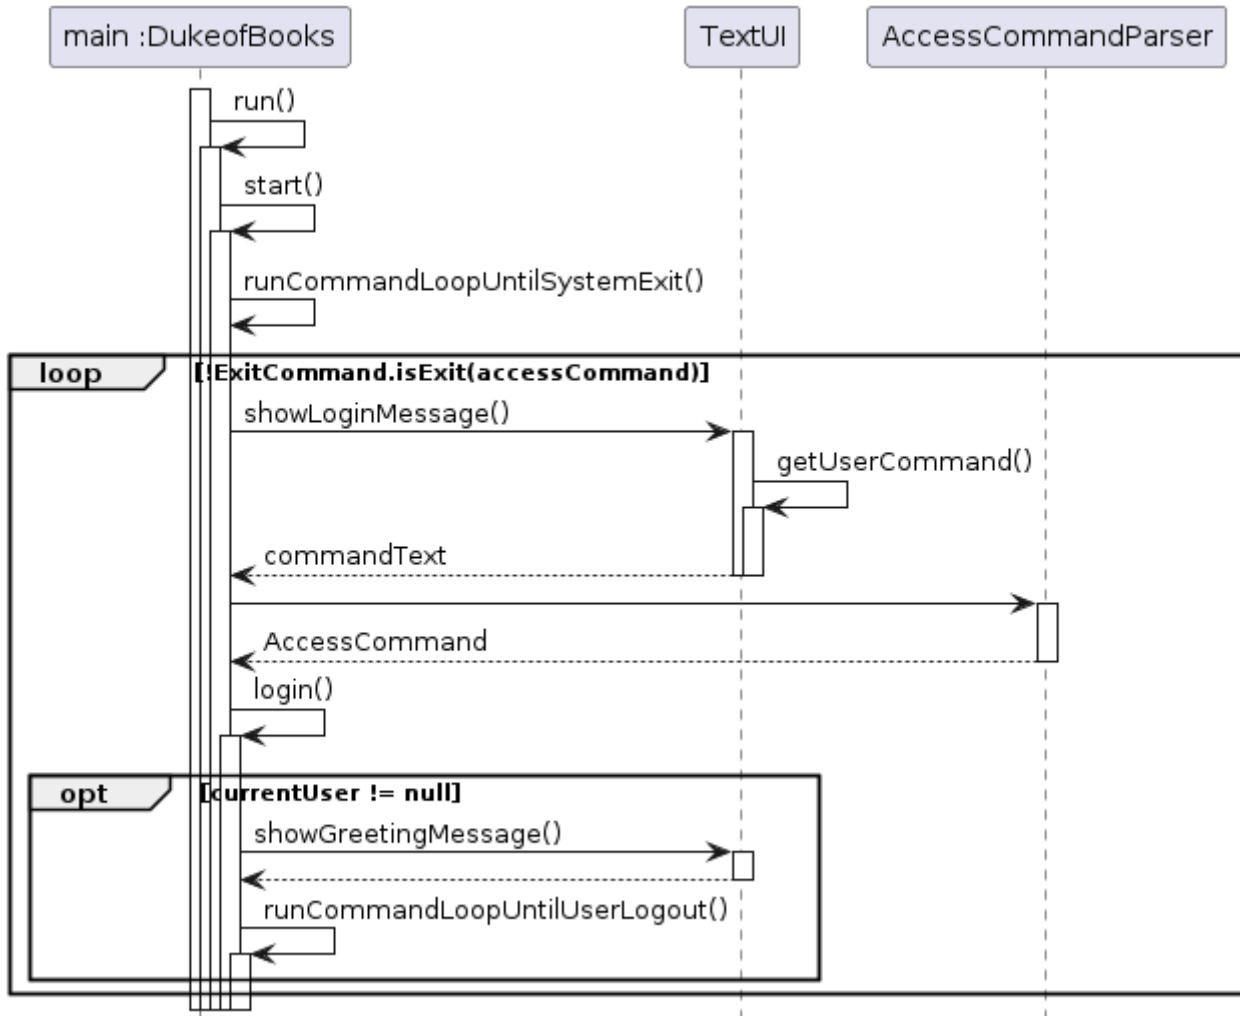 main :DukeofBooks
TextUI
AccessCommandParser
run()
start()
runCommandLoopUntilSystemExit()
loop
[!ExitCommand.isExit(accessCommand)]
showLoginMessage()
getUserCommand()
commandText
AccessCommand
login()
opt
[currentUser != null]
showGreetingMessage()
runCommandLoopUntilUserLogout()